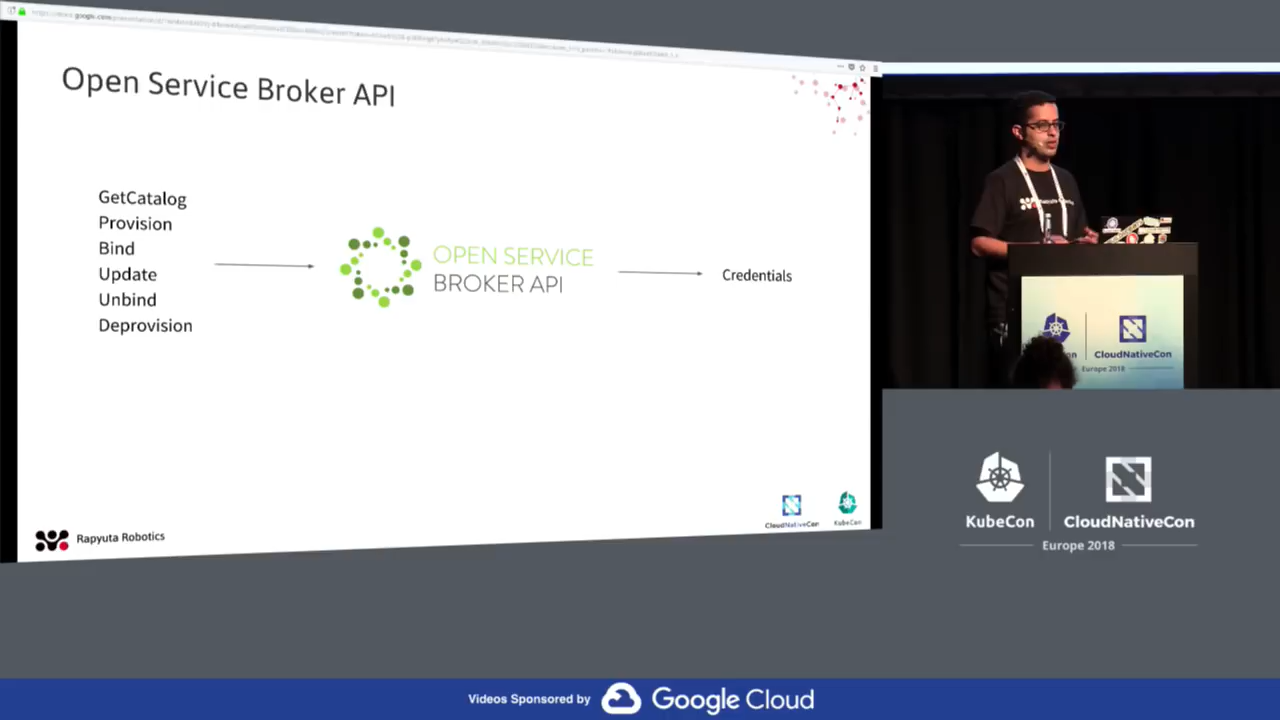 Open Service Broker API
GetCatalog
Provision
Bind
Update
Unbind
Deprovision
OPEN SERVICE
BROKER API
Credentials
Rapyuta Robotics
CloudNativeCon
KubeCon
CloudNativeCon
Europe 2018
KubeCon
CloudNativeCon
Europe 2018
Videos Sponsored by
Google Cloud